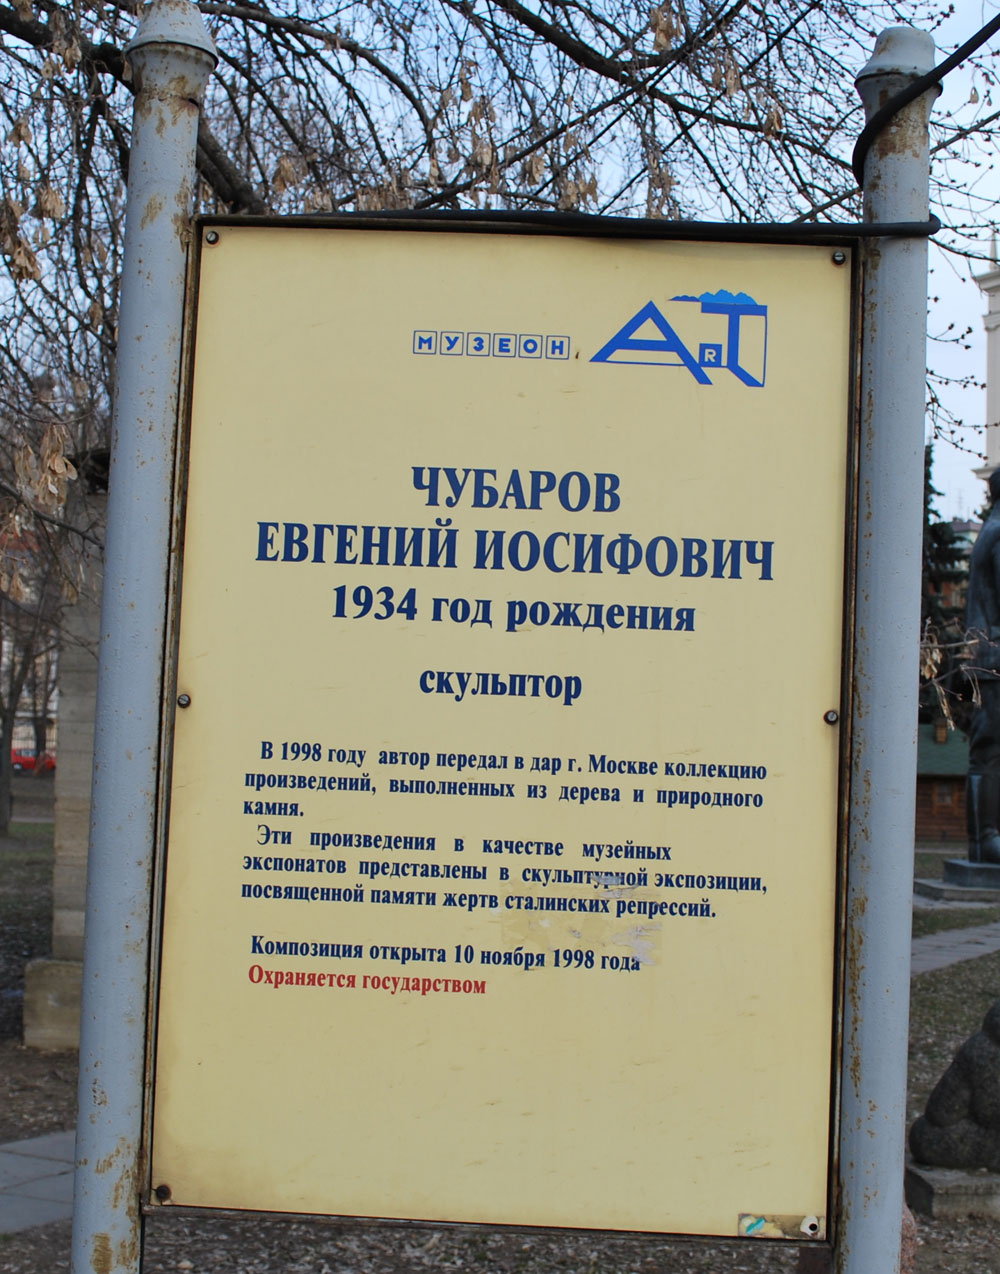 МУЗЕОН ART
ЧУБАРОВ
ЕВГЕНИЙ ИОСИФОВИЧ
1934 год рождения
скульптор
В 1998 году автор передал в дар г. Москве коллекцию
произведений, выполненных из дерева и природного
камня.
Эти произведения в качестве музейных
экспонатов представлены в скульптурной экспозиции,
посвященной памяти жертв сталинских репрессий.
Композиция открыта 10 ноября 1998 года
Охраняется государством